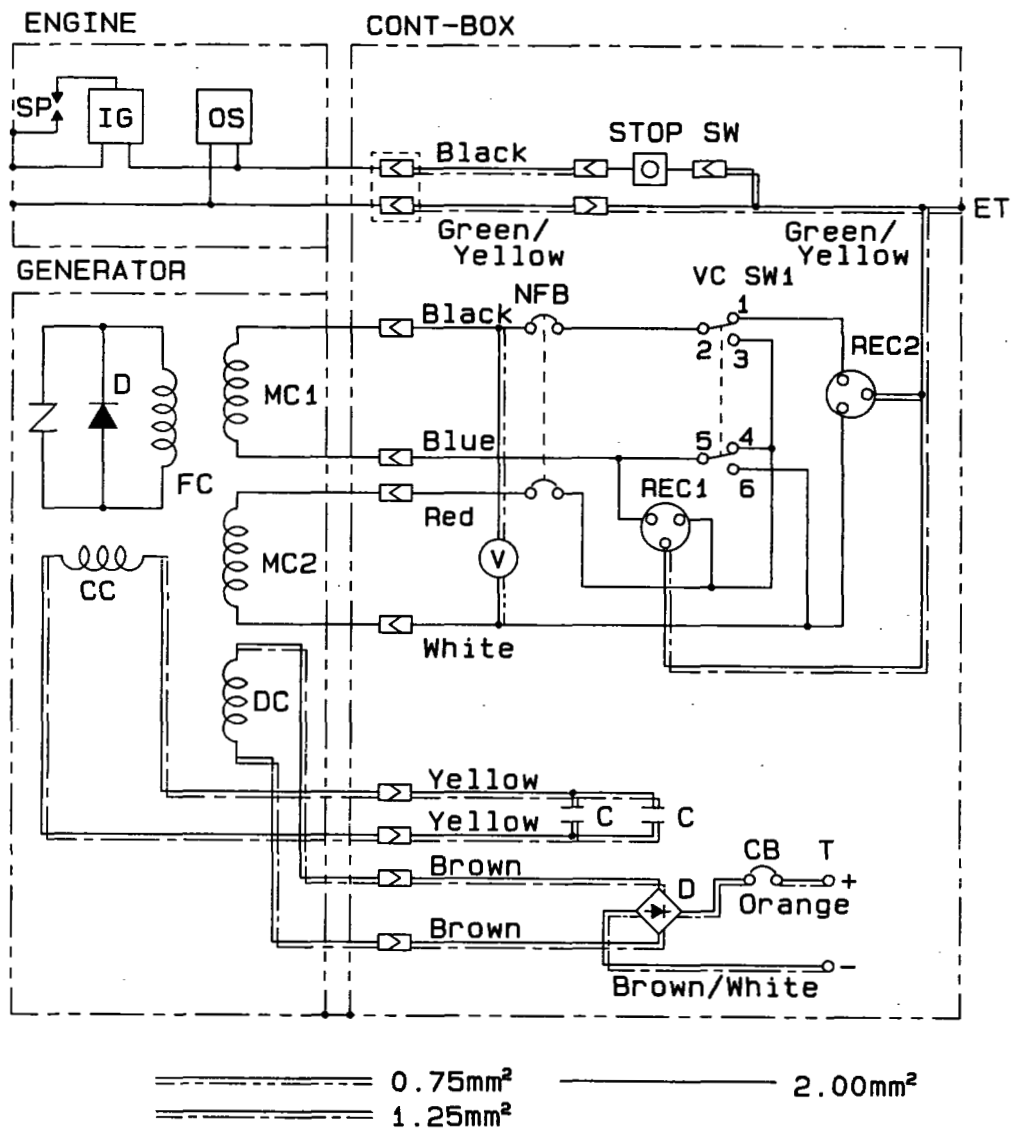 ENGINE
CONT-BOX
SP
IG
OS
STOP SW
Black
ET
Green/
Yellow
Green/
Yellow
GENERATOR
VC SW1
NFB
Black
1
2
3
REC2
D
MC1
Blue
5
4
6
FC
REC1
Red
MC2
V
CC
White
DC
Yellow
C
C
Yellow
CB
T
Brown
D
+
Orange
Brown
-
Brown/White
0.75mm²
2.00mm²
1.25mm²